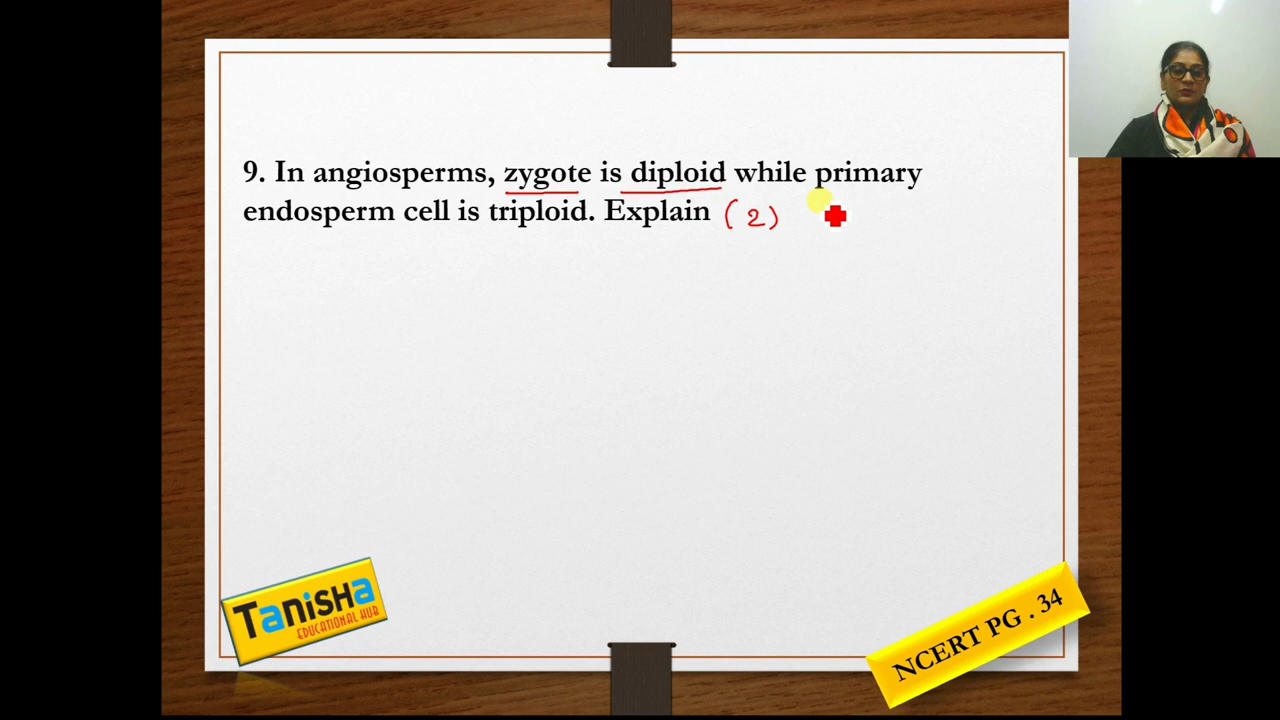 9. In angiosperms, zygote is diploid while primary
endosperm cell is triploid. Explain (2)
TanisHa
EDUCATIONAL HUB
NCERT PG . 34